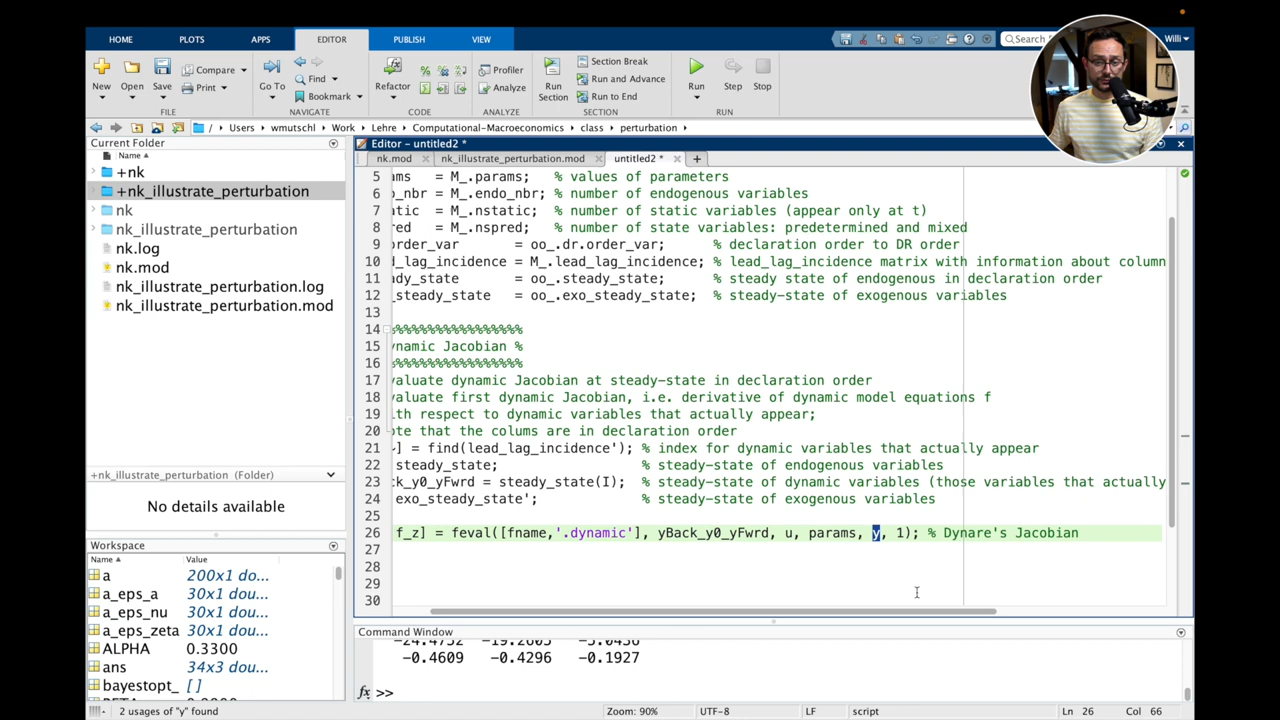 HOME PLOTS APPS EDITOR PUBLISH VIEW Search Willi
New Open Save Compare Print Go To Find Bookmark Refactor Profiler Analyze Run Section Section Break Run and Advance Run to End Run Step Stop
FILE NAVIGATE CODE ANALYZE SECTION RUN
/ Users wmutschl Work Lehre Computational-Macroeconomics class perturbation
Current Folder
Name
+nk
+nk_illustrate_perturbation
nk
nk_illustrate_perturbation
nk.log
nk.mod
nk_illustrate_perturbation.log
nk_illustrate_perturbation.mod
+nk_illustrate_perturbation (Folder)
No details available
Workspace
Name Value
a 200x1 do...
a_eps_a 30x1 doub...
a_eps_nu 30x1 doub...
a_eps_zeta 30x1 doub...
ALPHA 0.3300
ans 34x3 doub...
bayestopt_ []
Editor - untitled2 *
nk.mod nk_illustrate_perturbation.mod untitled2 *
5 ams = M_.params; % values of parameters
6 o_nbr = M_.endo_nbr; % number of endogenous variables
7 atic = M_.nstatic; % number of static variables (appear only at t)
8 red = M_.nspred; % number of state variables: predetermined and mixed
9 order_var = oo_.dr.order_var; % declaration order to DR order
10 d_lag_incidence = M_.lead_lag_incidence; % lead_lag_incidence matrix with information about column
11 ady_state = oo_.steady_state; % steady state of endogenous in declaration order
12 _steady_state = oo_.exo_steady_state; % steady-state of exogenous variables
13
14 %%%%%%%%%%%%%%%%
15 ynamic Jacobian %
16 %%%%%%%%%%%%%%%%
17 valuate dynamic Jacobian at steady-state in declaration order
18 valuate first dynamic Jacobian, i.e. derivative of dynamic model equations f
19 ith respect to dynamic variables that actually appear;
20 ote that the colums are in declaration order
21 ~] = find(lead_lag_incidence'); % index for dynamic variables that actually appear
22 steady_state; % steady-state of endogenous variables
23 ck_y0_yFwrd = steady_state(I); % steady-state of dynamic variables (those variables that actually
24 exo_steady_state'; % steady-state of exogenous variables
25
26 f_z] = feval([fname,'.dynamic'], yBack_y0_yFwrd, u, params, y, 1); % Dynare's Jacobian
27
28
29
30
Command Window
-0.4609 -0.4296 -0.1927
fx >>
2 usages of "y" found Zoom: 90% UTF-8 LF script Ln 26 Col 66